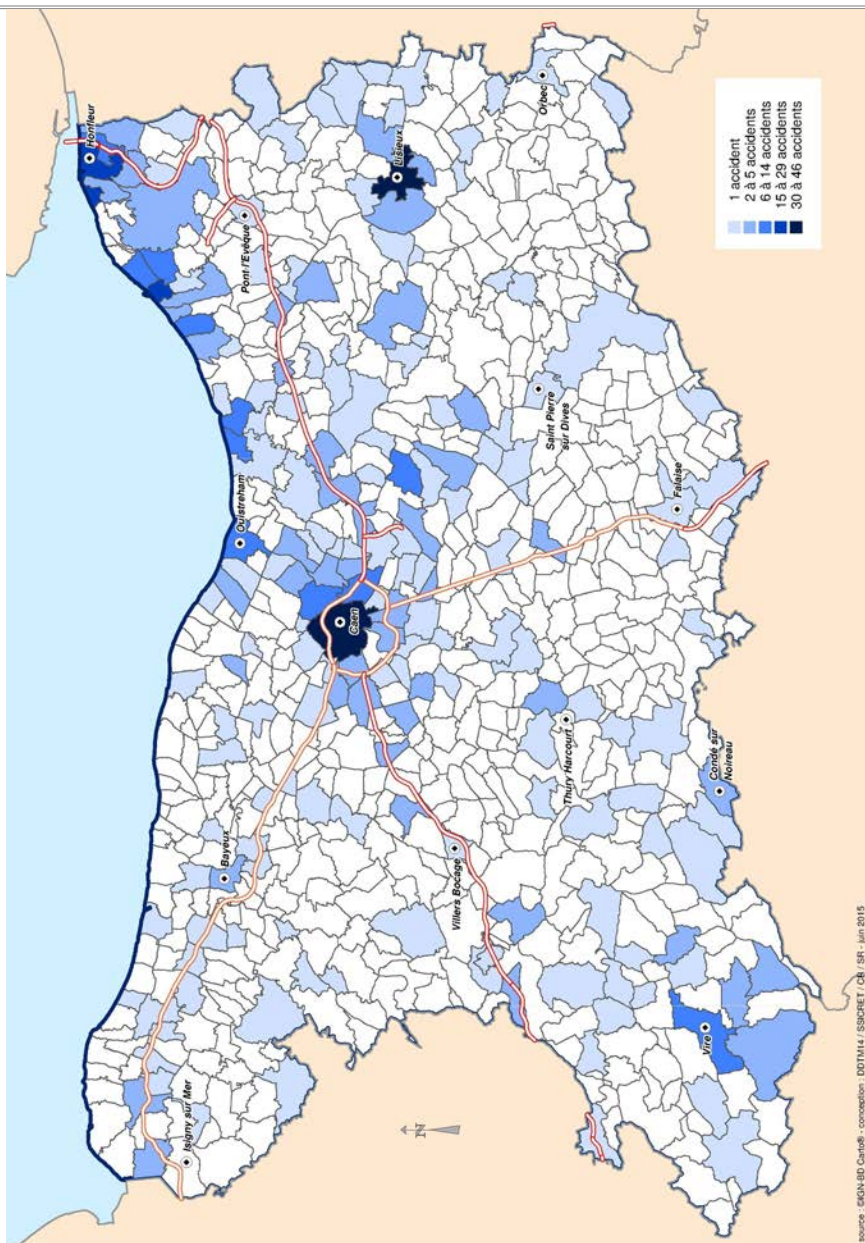 Honfleur
Pont l'Evêque
Lisieux
Orbec
Ouistreham
Caen
Saint Pierre
sur Dives
Falaise
Bayeux
Thury Harcourt
Villers Bocage
Condé sur
Noireau
Isigny sur Mer
Vire
N
1 accident
2 à 5 accidents
6 à 14 accidents
15 à 29 accidents
30 à 46 accidents
source : ©IGN-BD Carto® - conception : DDTM14 / SSICRET / CR / SR - juin 2015